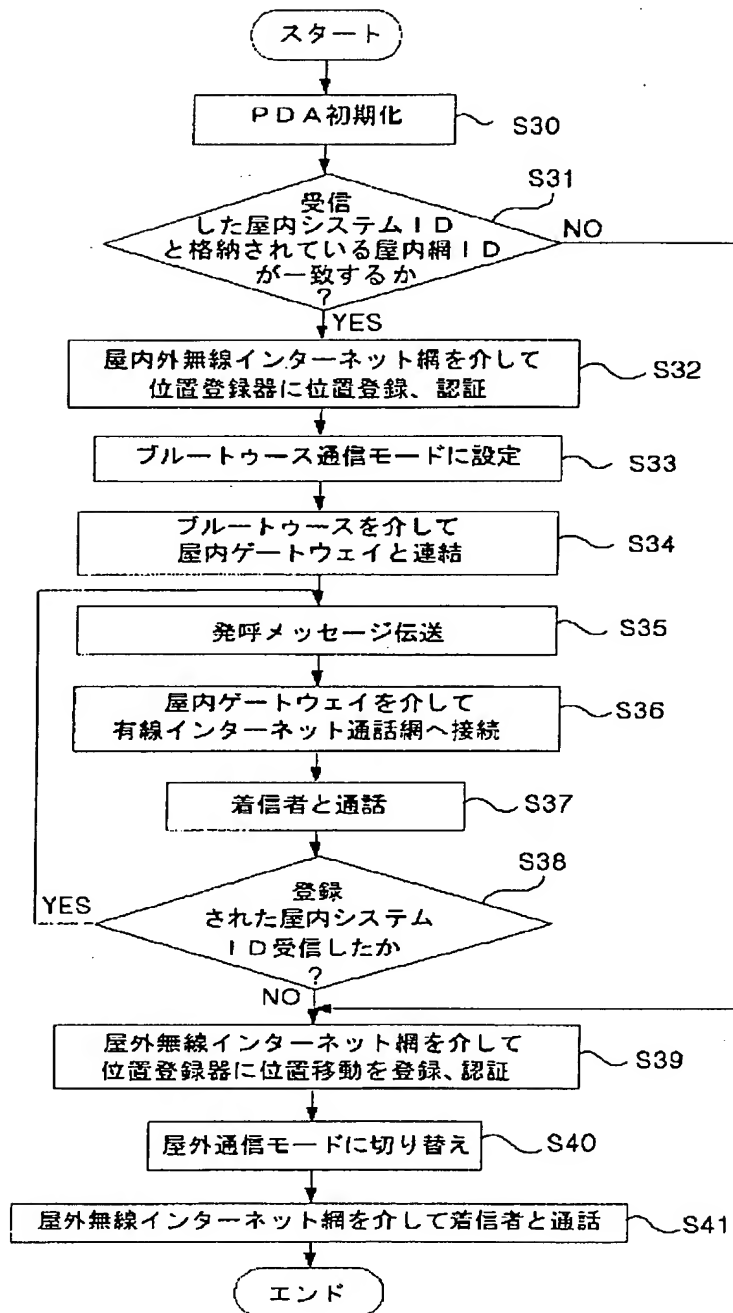 スタート
PDA初期化
S30
S31
受信
した屋内システムID
と格納されている屋内網ID
が一致するか
?
NO
YES
屋内外無線インターネット網を介して
位置登録器に位置登録、認証
S32
ブルートゥース通信モードに設定
S33
ブルートゥースを介して
屋内ゲートウェイと連結
S34
発呼メッセージ伝送
S35
屋内ゲートウェイを介して
有線インターネット通話網へ接続
S36
着信者と通話
S37
S38
登録
された屋内システム
ID受信したか
?
YES
NO
屋外無線インターネット網を介して
位置登録器に位置移動を登録、認証
S39
屋外通信モードに切り替え
S40
屋外無線インターネット網を介して着信者と通話
S41
エンド